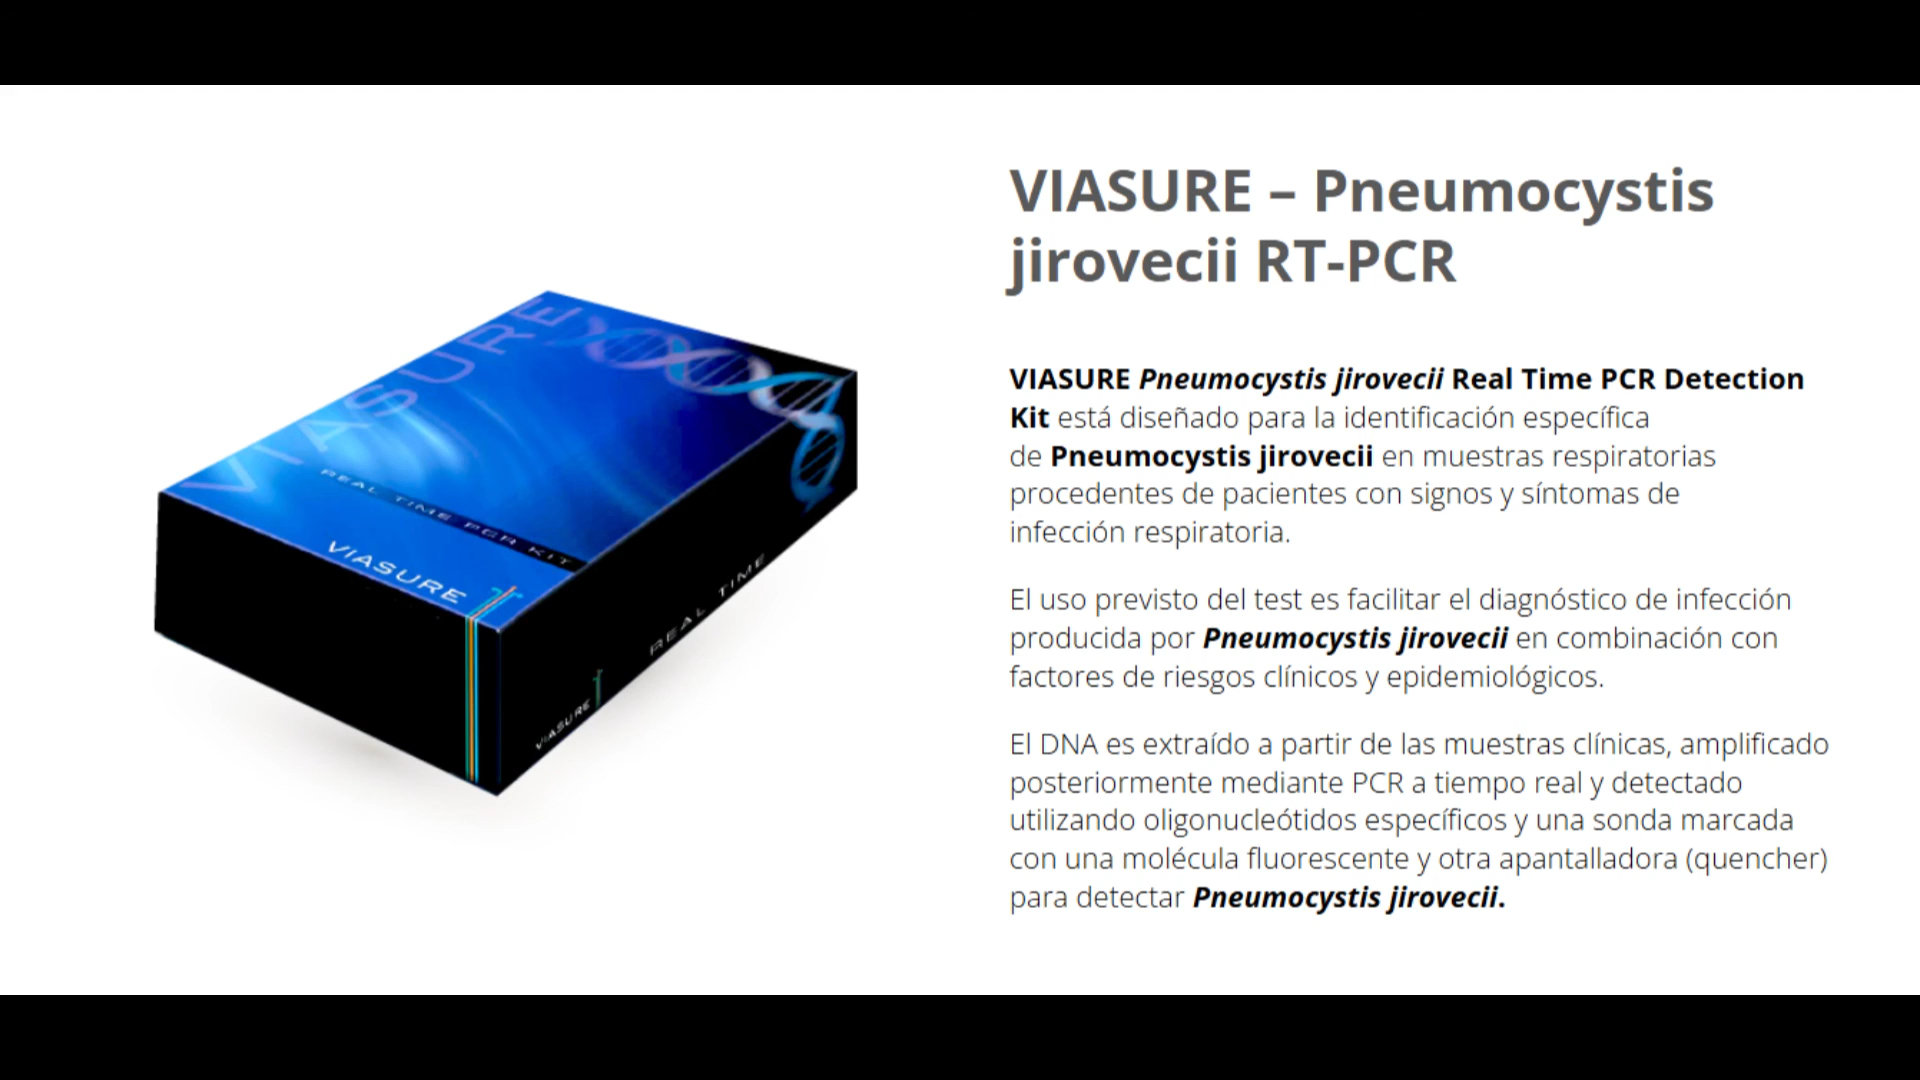 VIASURE – Pneumocystis
jirovecii RT-PCR
VIASURE Pneumocystis jirovecii Real Time PCR Detection
Kit está diseñado para la identificación específica
de Pneumocystis jirovecii en muestras respiratorias
procedentes de pacientes con signos y síntomas de
infección respiratoria.
El uso previsto del test es facilitar el diagnóstico de infección
producida por Pneumocystis jirovecii en combinación con
factores de riesgos clínicos y epidemiológicos.
El DNA es extraído a partir de las muestras clínicas, amplificado
posteriormente mediante PCR a tiempo real y detectado
utilizando oligonucleótidos específicos y una sonda marcada
con una molécula fluorescente y otra apantalladora (quencher)
para detectar Pneumocystis jirovecii.
VIASURE
REAL TIME PCR KIT
VIASURE
REAL TIME
VIASURE